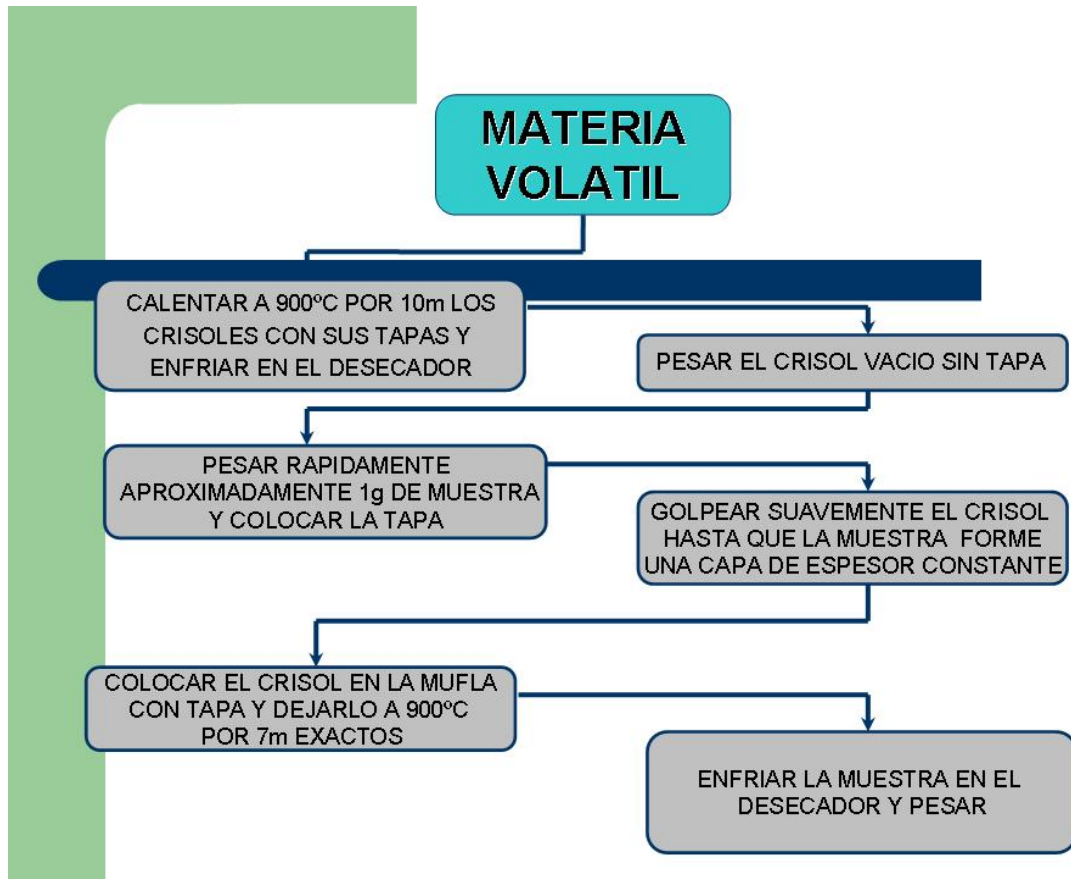 MATERIA
VOLATIL
CALENTAR A 900ºC POR 10m LOS
CRISOLES CON SUS TAPAS Y
ENFRIAR EN EL DESECADOR
PESAR EL CRISOL VACIO SIN TAPA
PESAR RAPIDAMENTE
APROXIMADAMENTE 1g DE MUESTRA
Y COLOCAR LA TAPA
GOLPEAR SUAVEMENTE EL CRISOL
HASTA QUE LA MUESTRA FORME
UNA CAPA DE ESPESOR CONSTANTE
COLOCAR EL CRISOL EN LA MUFLA
CON TAPA Y DEJARLO A 900ºC
POR 7m EXACTOS
ENFRIAR LA MUESTRA EN EL
DESECADOR Y PESAR